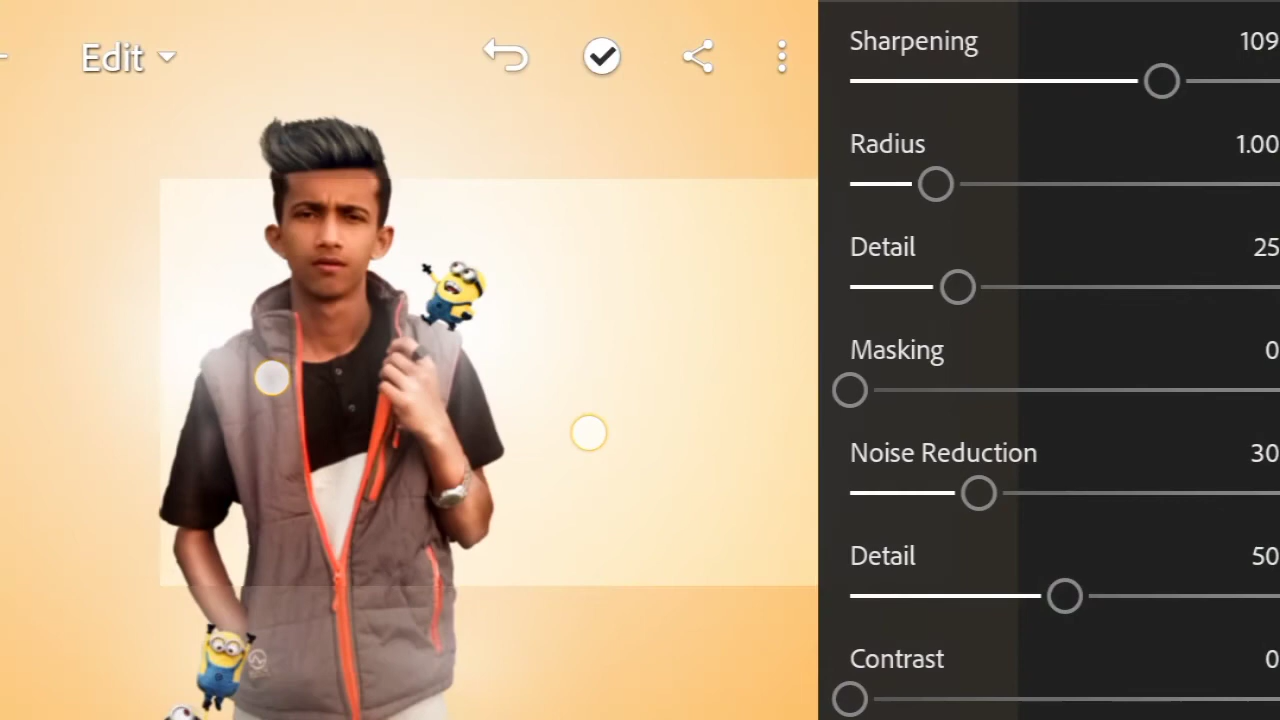 Edit
Sharpening 109
Radius 1.00
Detail 25
Masking 0
Noise Reduction 30
Detail 50
Contrast 0